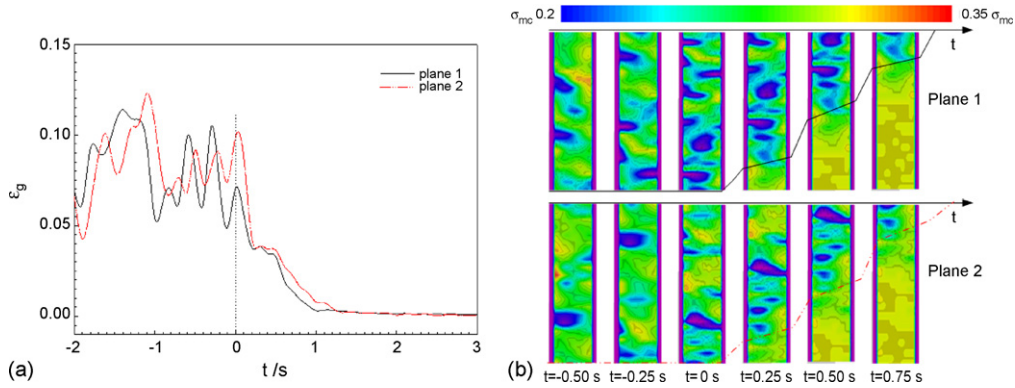 (a)
ε_g
0.15
0.10
0.05
0.00
-2
-1
0
1
2
3
t /s
plane 1
plane 2
(b)
σ_mc 0.2
0.35 σ_mc
t
Plane 1
t
Plane 2
t=-0.50 s
t=-0.25 s
t=0 s
t=0.25 s
t=0.50 s
t=0.75 s